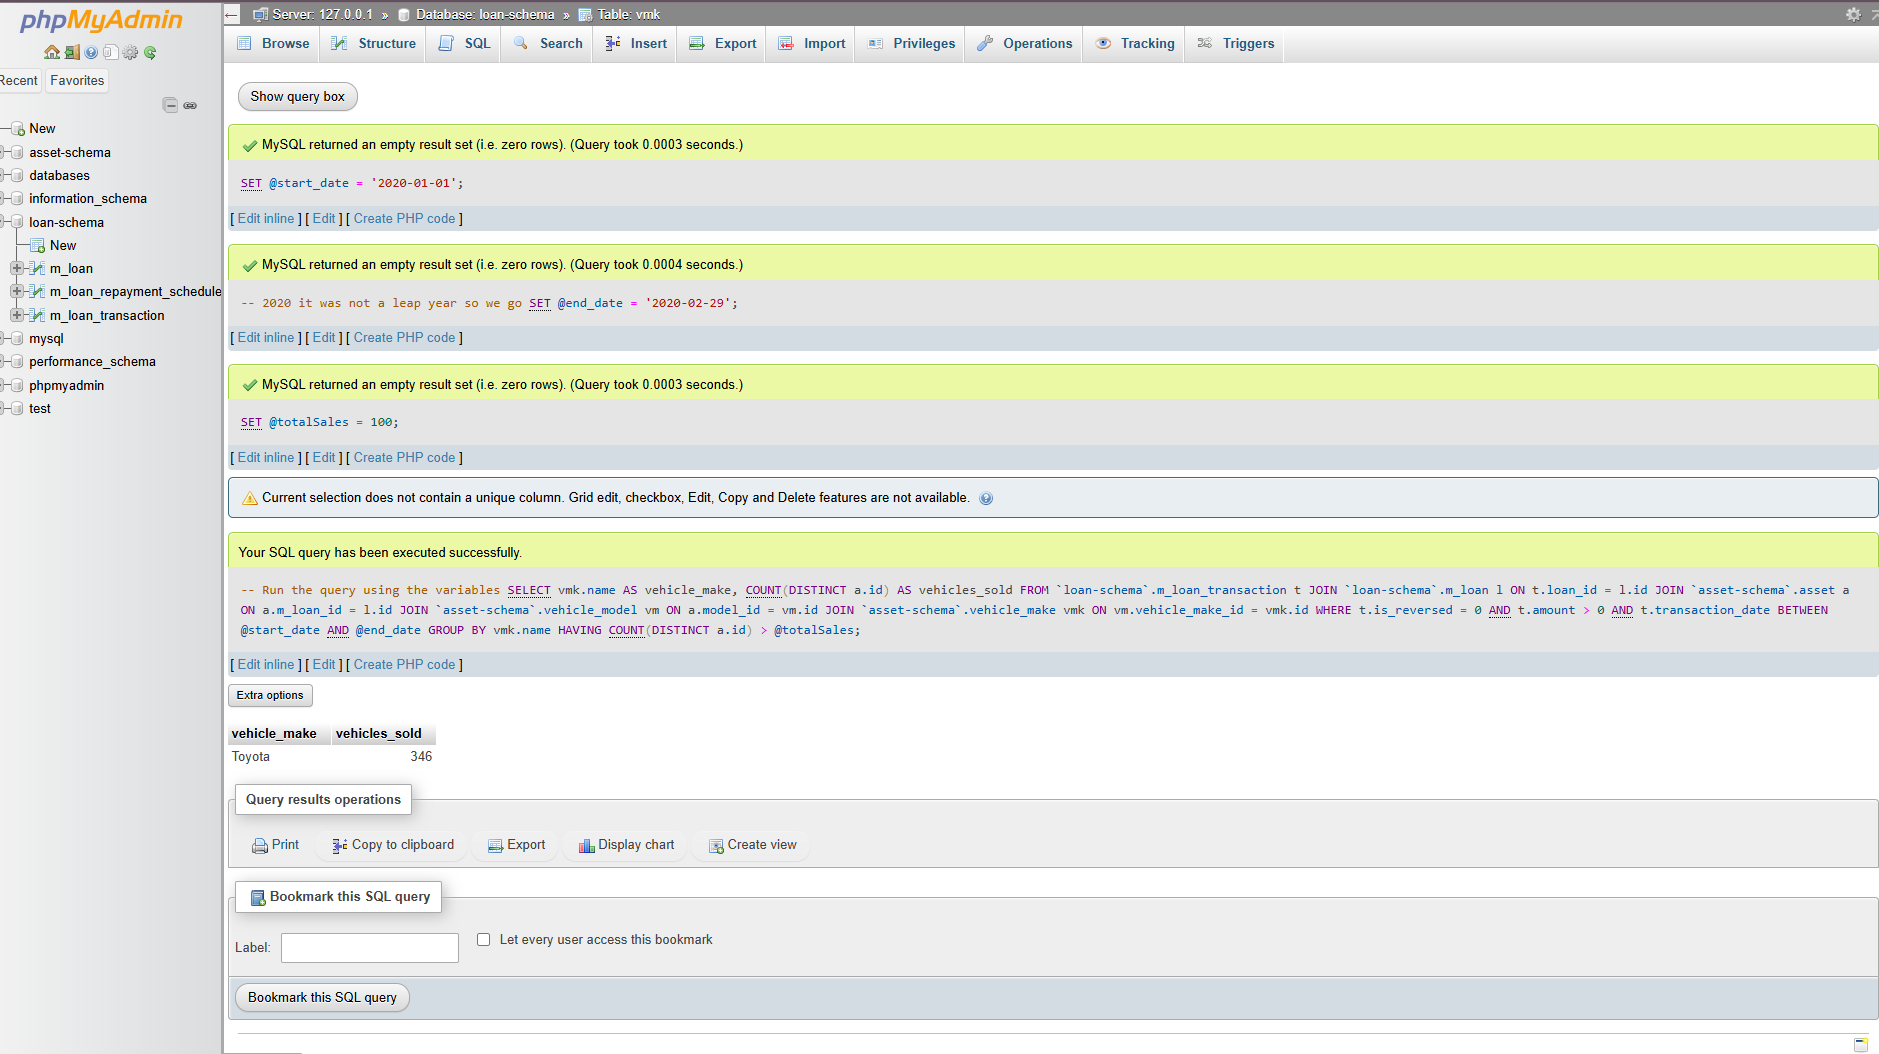 phpMyAdmin
Recent Favorites
New
asset-schema
databases
information_schema
loan-schema
New
m_loan
m_loan_repayment_schedule
m_loan_transaction
mysql
performance_schema
phpmyadmin
test
Server: 127.0.0.1 » Database: loan-schema » Table: vmk
Browse Structure SQL Search Insert Export Import Privileges Operations Tracking Triggers
Show query box
MySQL returned an empty result set (i.e. zero rows). (Query took 0.0003 seconds.)
SET @start_date = '2020-01-01';
[ Edit inline ] [ Edit ] [ Create PHP code ]
MySQL returned an empty result set (i.e. zero rows). (Query took 0.0004 seconds.)
-- 2020 it was not a leap year so we go SET @end_date = '2020-02-29';
[ Edit inline ] [ Edit ] [ Create PHP code ]
MySQL returned an empty result set (i.e. zero rows). (Query took 0.0003 seconds.)
SET @totalSales = 100;
[ Edit inline ] [ Edit ] [ Create PHP code ]
Current selection does not contain a unique column. Grid edit, checkbox, Edit, Copy and Delete features are not available.
Your SQL query has been executed successfully.
-- Run the query using the variables SELECT vmk.name AS vehicle_make, COUNT(DISTINCT a.id) AS vehicles_sold FROM `loan-schema`.m_loan_transaction t JOIN `loan-schema`.m_loan l ON t.loan_id = l.id JOIN `asset-schema`.asset a
ON a.m_loan_id = l.id JOIN `asset-schema`.vehicle_model vm ON a.model_id = vm.id JOIN `asset-schema`.vehicle_make vmk ON vm.vehicle_make_id = vmk.id WHERE t.is_reversed = 0 AND t.amount > 0 AND t.transaction_date BETWEEN
@start_date AND @end_date GROUP BY vmk.name HAVING COUNT(DISTINCT a.id) > @totalSales;
[ Edit inline ] [ Edit ] [ Create PHP code ]
Extra options
vehicle_make vehicles_sold
Toyota 346
Query results operations
Print Copy to clipboard Export Display chart Create view
Bookmark this SQL query
Label: Let every user access this bookmark
Bookmark this SQL query